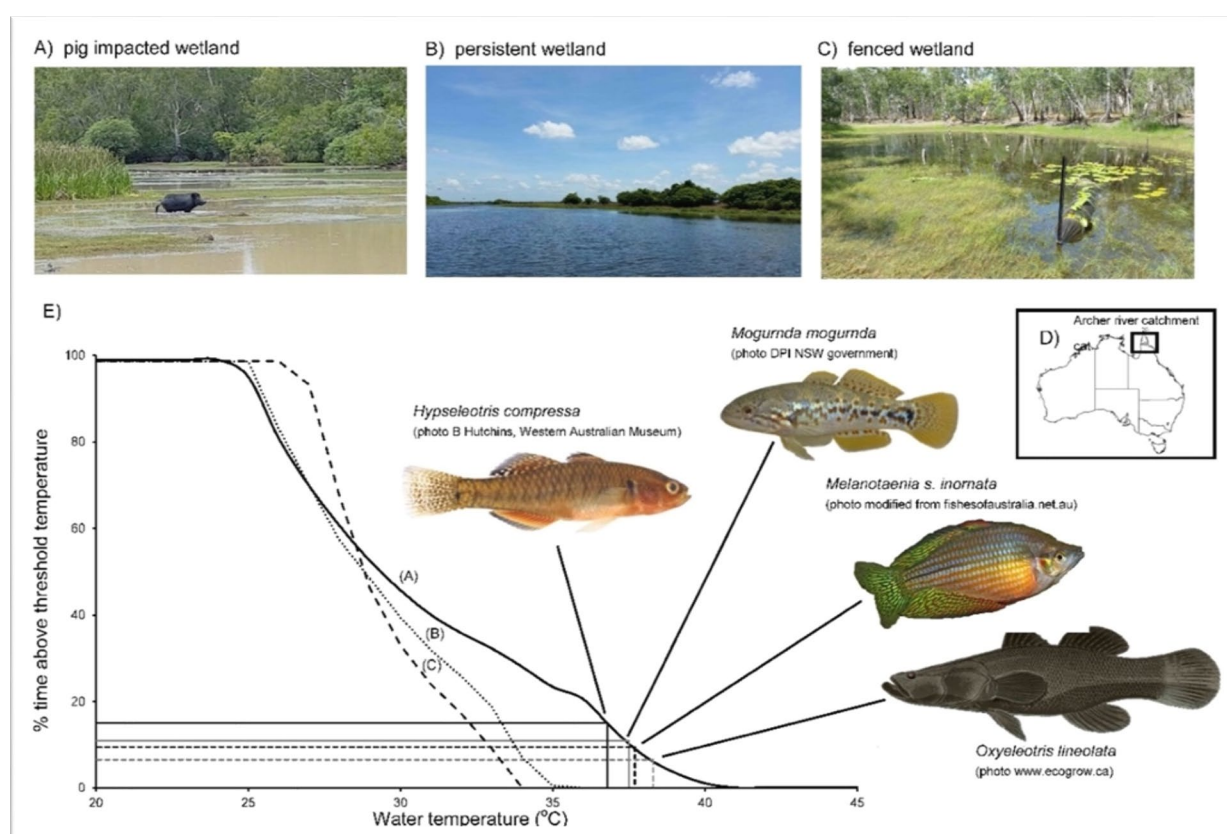 A) pig impacted wetland
B) persistent wetland
C) fenced wetland
E)
Archer river catchment
D)
cat
Mogurnda mogurnda
(photo DPI NSW government)
Hypseleotris compressa
(photo B Hutchins, Western Australian Museum)
Melanotaenia s. inornata
(photo modified from fishesofaustralia.net.au)
Oxyeleotris lineolata
(photo www.ecogrow.ca)
(A)
(B)
(C)
% time above threshold temperature
100
80
60
40
20
0
20
25
30
35
40
45
Water temperature (°C)